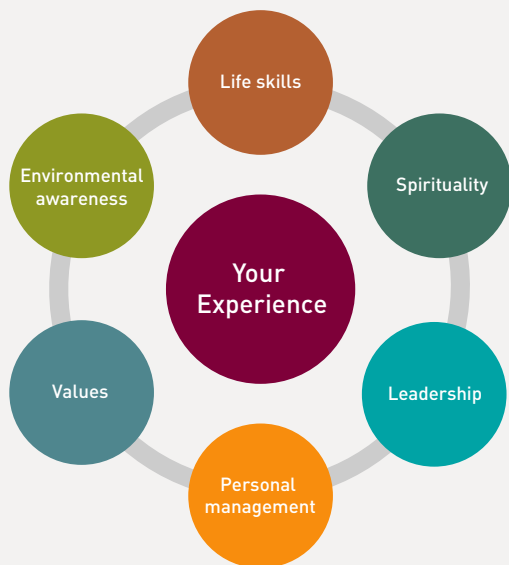 Life skills
Environmental
awareness
Spirituality
Your
Experience
Values
Leadership
Personal
management